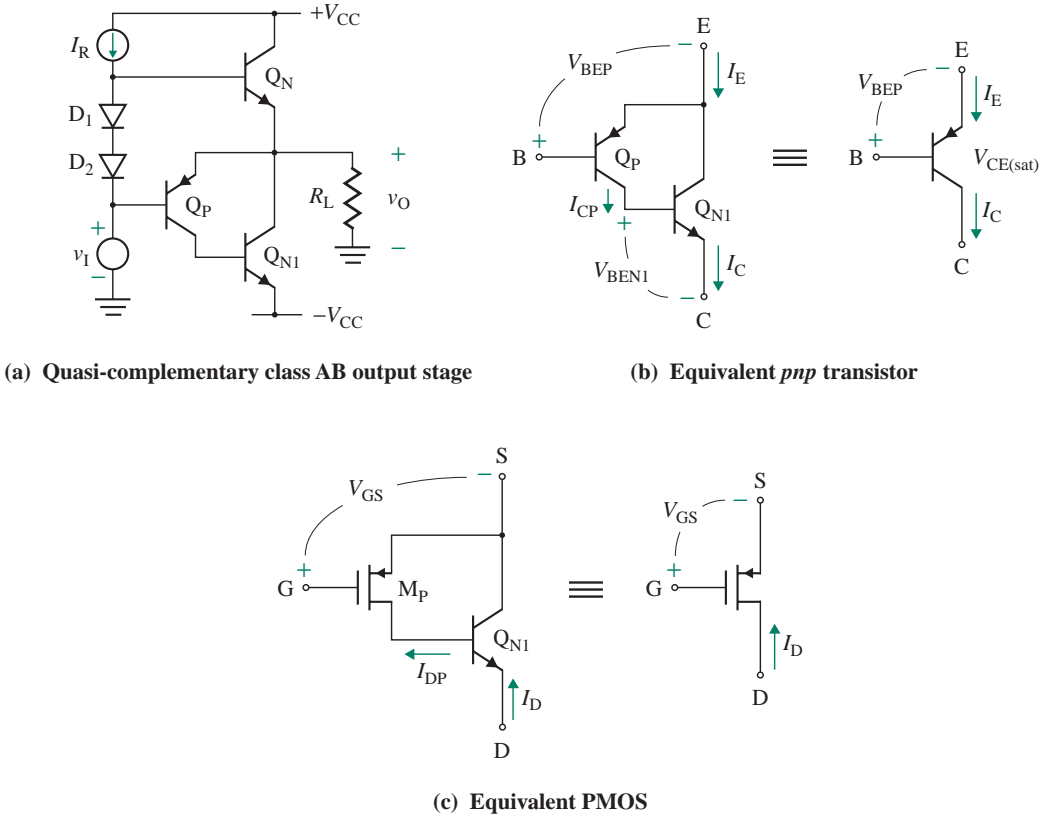 +V_CC
I_R
Q_N
D_1
D_2
+
Q_P
R_L
v_O
+
v_I
−
Q_N1
−
−V_CC
(a) Quasi-complementary class AB output stage
E
−
V_BEP
I_E
+
B
Q_P
I_CP
+
Q_N1
V_BEN1
I_C
−
C
≡
E
−
V_BEP
I_E
+
B
V_CE(sat)
I_C
C
(b) Equivalent pnp transistor
S
−
V_GS
+
G
M_P
Q_N1
I_DP
I_D
D
≡
S
−
V_GS
+
G
I_D
D
(c) Equivalent PMOS